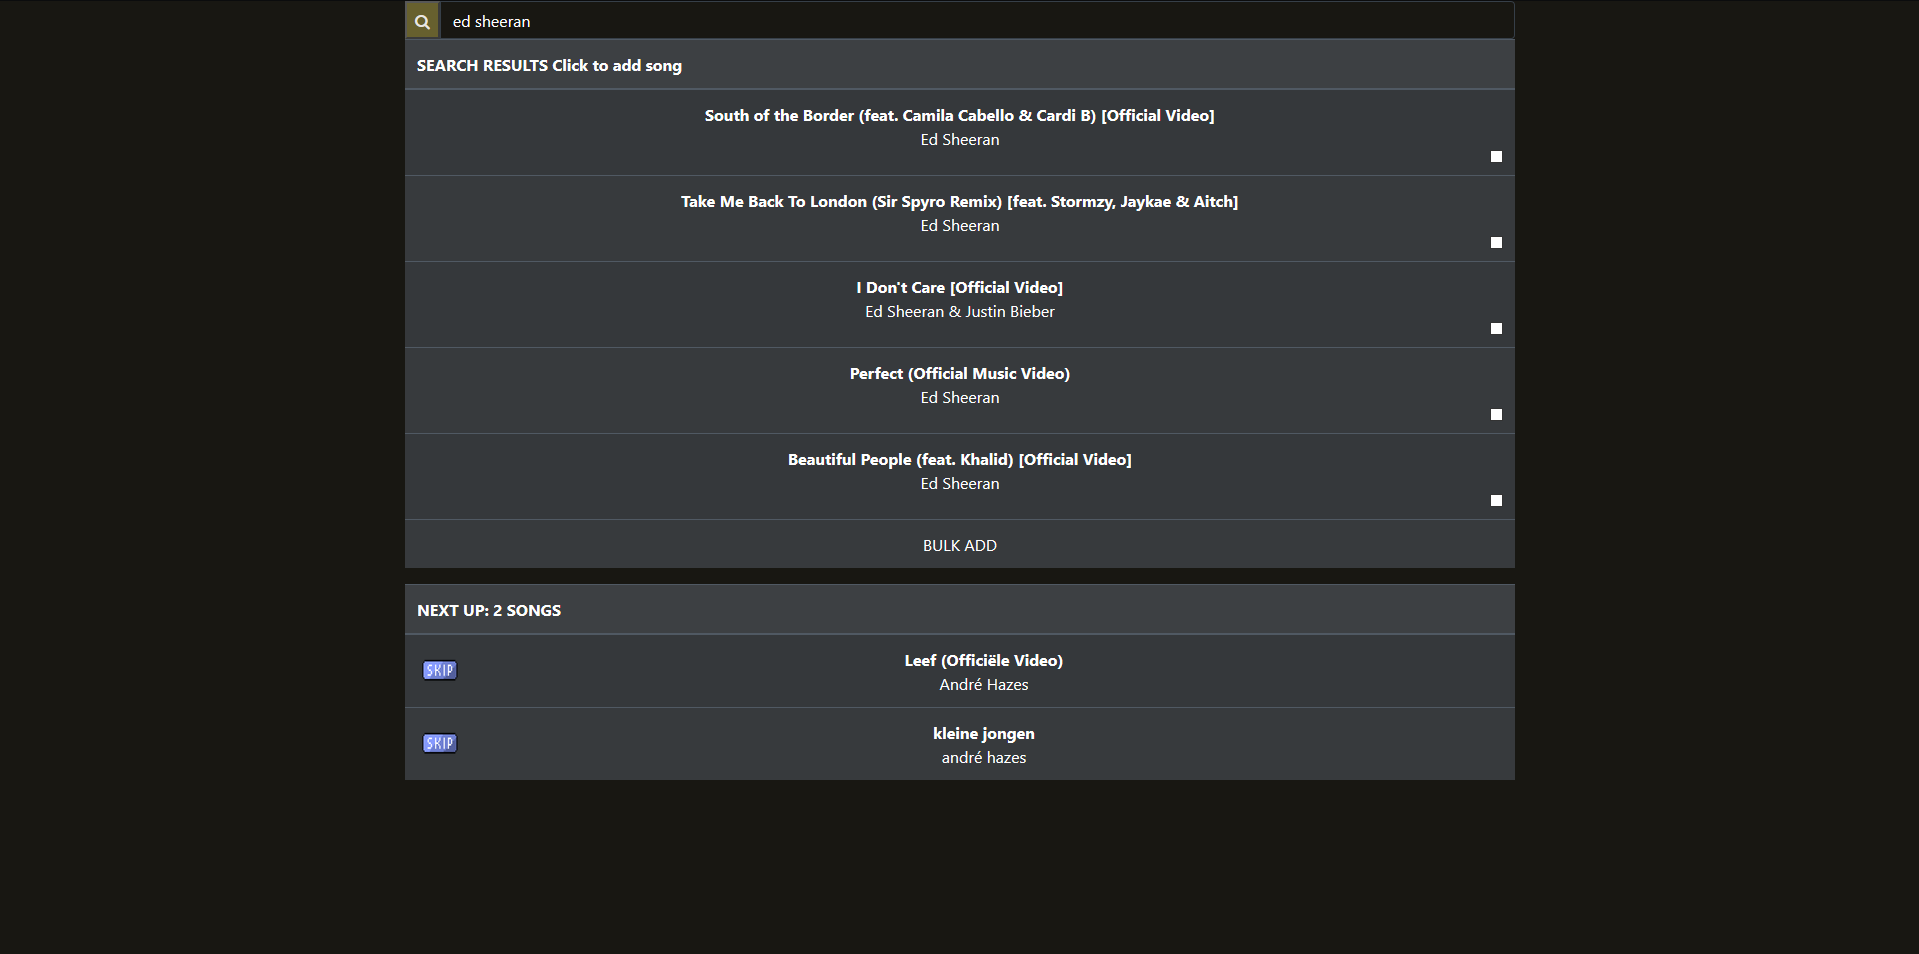 ed sheeran
SEARCH RESULTS Click to add song
South of the Border (feat. Camila Cabello & Cardi B) [Official Video]
Ed Sheeran
Take Me Back To London (Sir Spyro Remix) [feat. Stormzy, Jaykae & Aitch]
Ed Sheeran
I Don't Care [Official Video]
Ed Sheeran & Justin Bieber
Perfect (Official Music Video)
Ed Sheeran
Beautiful People (feat. Khalid) [Official Video]
Ed Sheeran
BULK ADD
NEXT UP: 2 SONGS
SKIP
Leef (Officiële Video)
André Hazes
SKIP
kleine jongen
andré hazes